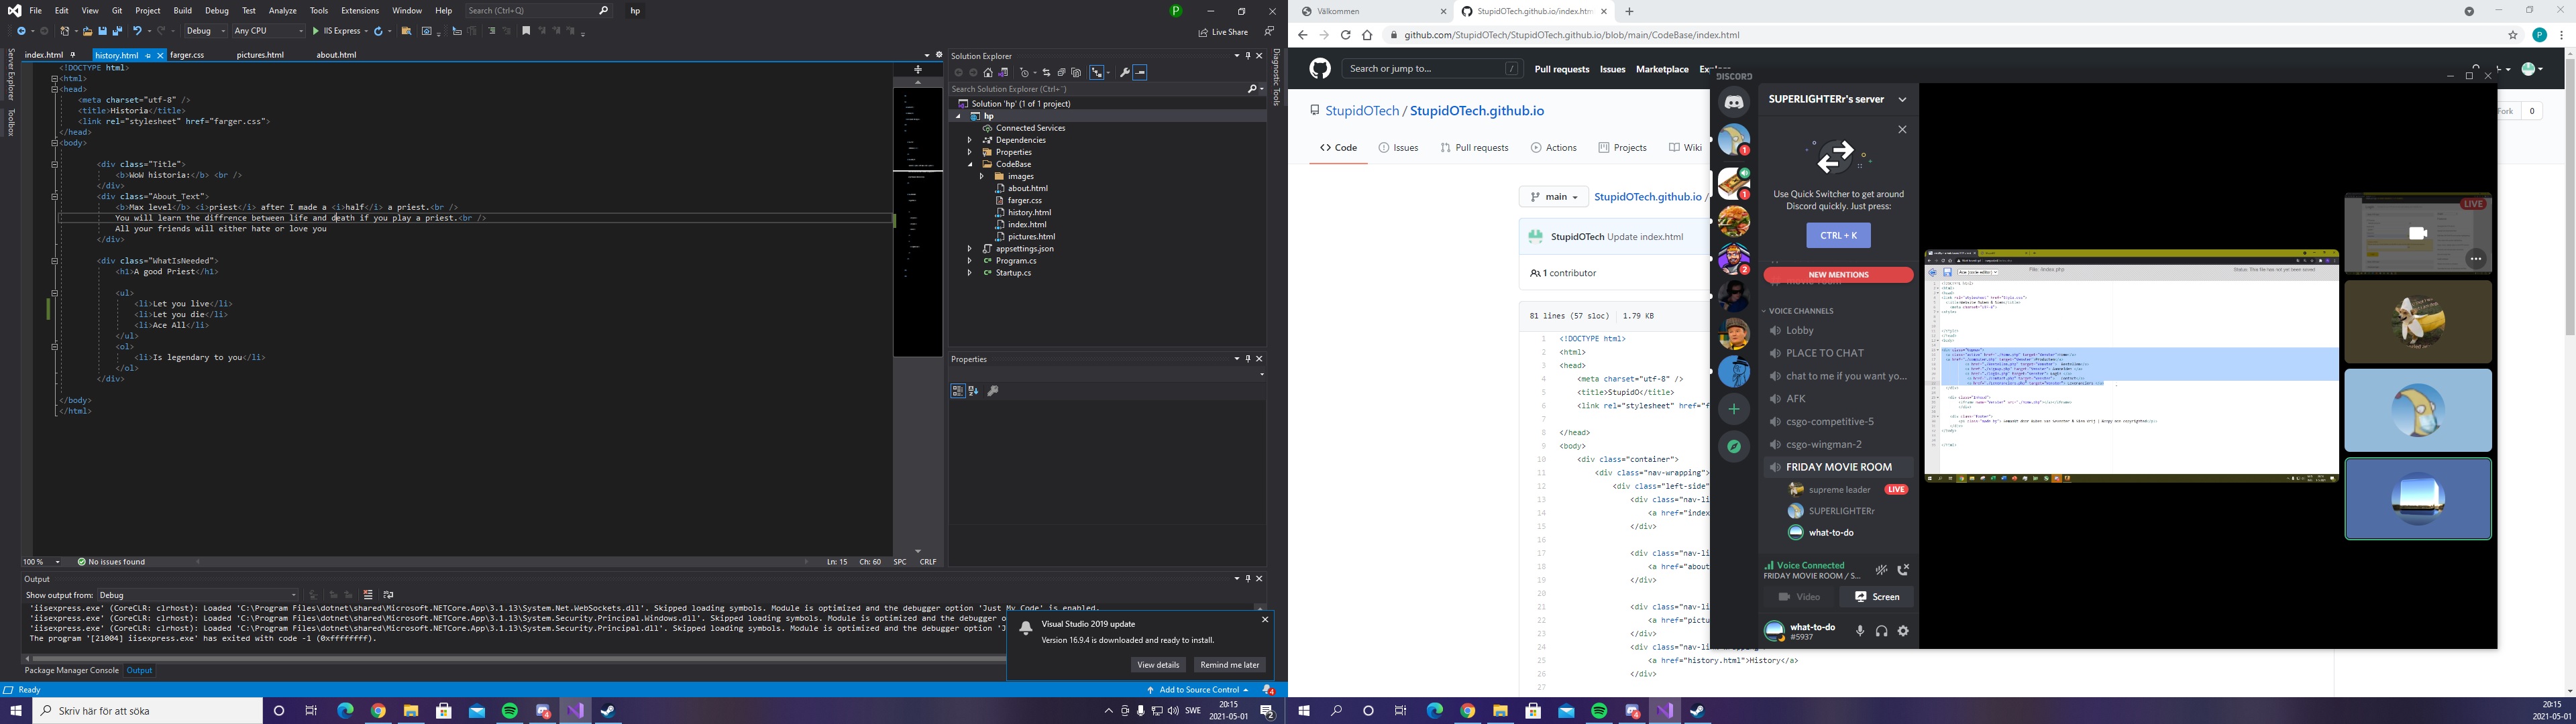 File Edit View Git Project Build Debug Test Analyze Tools Extensions Window Help Search (Ctrl+Q) hp
P
Debug Any CPU IIS Express Live Share
Server Explorer
Toolbox
index.html history.html farger.css pictures.html about.html
<!DOCTYPE html>
<html>
<head>
<meta charset="utf-8" />
<title>Historia</title>
<link rel="stylesheet" href="farger.css">
</head>
<body>
<div class="Title">
<b>WoW historia:</b> <br />
</div>
<div class="About_Text">
<b>Max level</b> <i>priest</i> after I made a <i>half</i> a priest.<br />
You will learn the diffrence between life and death if you play a priest.<br />
All your friends will either hate or love you
</div>
<div class="WhatIsNeeded">
<h1>A good Priest</h1>
<ul>
<li>Let you live</li>
<li>Let you die</li>
<li>Ace All</li>
</ul>
<ol>
<li>Is legendary to you</li>
</ol>
</div>
</body>
</html>
100 % No issues found Ln: 15 Ch: 60 SPC CRLF
Solution Explorer
Search Solution Explorer (Ctrl+¨)
Solution 'hp' (1 of 1 project)
hp
Connected Services
Dependencies
Properties
CodeBase
images
about.html
farger.css
history.html
index.html
pictures.html
appsettings.json
Program.cs
Startup.cs
Properties
Diagnostic Tools
Output
Show output from: Debug
'iisexpress.exe' (CoreCLR: clrhost): Loaded 'C:\Program Files\dotnet\shared\Microsoft.NETCore.App\3.1.13\System.Net.WebSockets.dll'. Skipped loading symbols. Module is optimized and the debugger option 'Just My Code' is enabled.
'iisexpress.exe' (CoreCLR: clrhost): Loaded 'C:\Program Files\dotnet\shared\Microsoft.NETCore.App\3.1.13\System.Security.Principal.Windows.dll'. Skipped loading symbols. Module is optimized and the debugger o
'iisexpress.exe' (CoreCLR: clrhost): Loaded 'C:\Program Files\dotnet\shared\Microsoft.NETCore.App\3.1.13\System.Security.Principal.dll'. Skipped loading symbols. Module is optimized and the debugger option 'J
The program '[21004] iisexpress.exe' has exited with code -1 (0xffffffff).
Visual Studio 2019 update
Version 16.9.4 is downloaded and ready to install.
View details Remind me later
Package Manager Console Output
Ready Add to Source Control 4
Skriv här för att söka
SWE 20:15
2021-05-01 2
Välkommen StupidOTech.github.io/index.htm
github.com/StupidOTech/StupidOTech.github.io/blob/main/CodeBase/index.html
P
Search or jump to... / Pull requests Issues Marketplace Explore
StupidOTech / StupidOTech.github.io
Fork 0
Code Issues Pull requests Actions Projects Wiki
main StupidOTech.github.io /
StupidOTech Update index.html
1 contributor
81 lines (57 sloc) 1.79 KB
1 <!DOCTYPE html>
2 <html>
3 <head>
4 <meta charset="utf-8" />
5 <title>StupidO</title>
6 <link rel="stylesheet" href="f
7
8 </head>
9 <body>
10 <div class="container">
11 <div class="nav-wrapping">
12 <div class="left-side"
13 <div class="nav-li
14 <a href="index
15 </div>
16
17 <div class="nav-li
18 <a href="about
19 </div>
20
21 <div class="nav-li
22 <a href="pictu
23 </div>
24 <div class="nav-link-wrapping">
25 <a href="history.html">History</a>
26 </div>
27
DISCORD
SUPERLIGHTERr's server
Use Quick Switcher to get around
Discord quickly. Just press:
CTRL + K
NEW MENTIONS
VOICE CHANNELS
Lobby
PLACE TO CHAT
chat to me if you want yo...
AFK
csgo-competitive-5
csgo-wingman-2
FRIDAY MOVIE ROOM
supreme leader LIVE
SUPERLIGHTERr
what-to-do
Voice Connected
FRIDAY MOVIE ROOM / S...
Video Screen
what-to-do
#5937
LIVE
20:15
2021-05-01